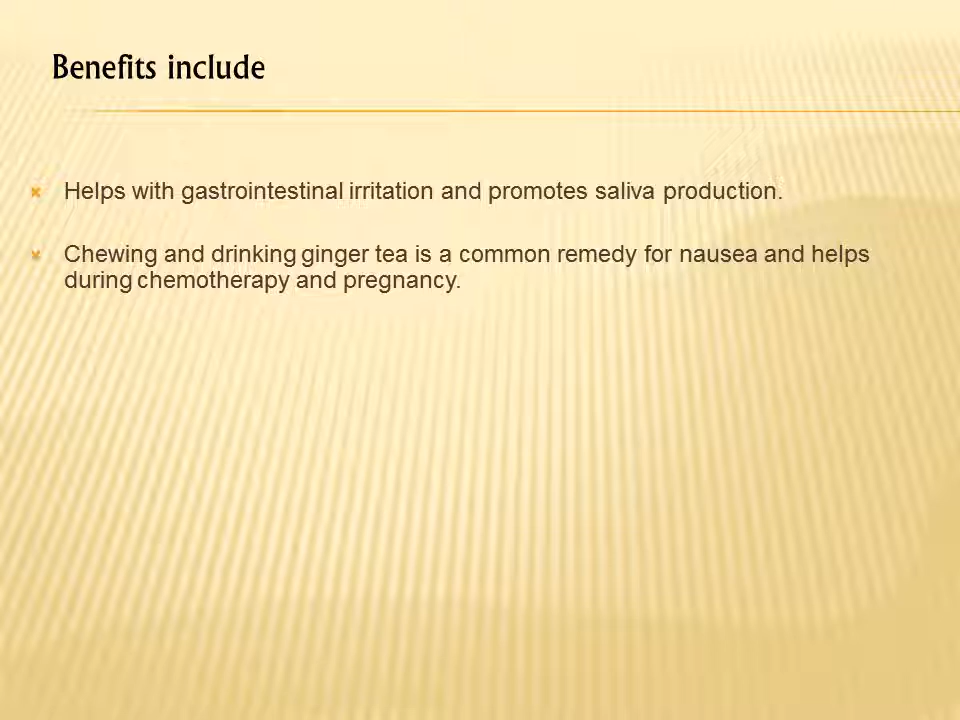 Benefits include
Helps with gastrointestinal irritation and promotes saliva production.
Chewing and drinking ginger tea is a common remedy for nausea and helps
during chemotherapy and pregnancy.